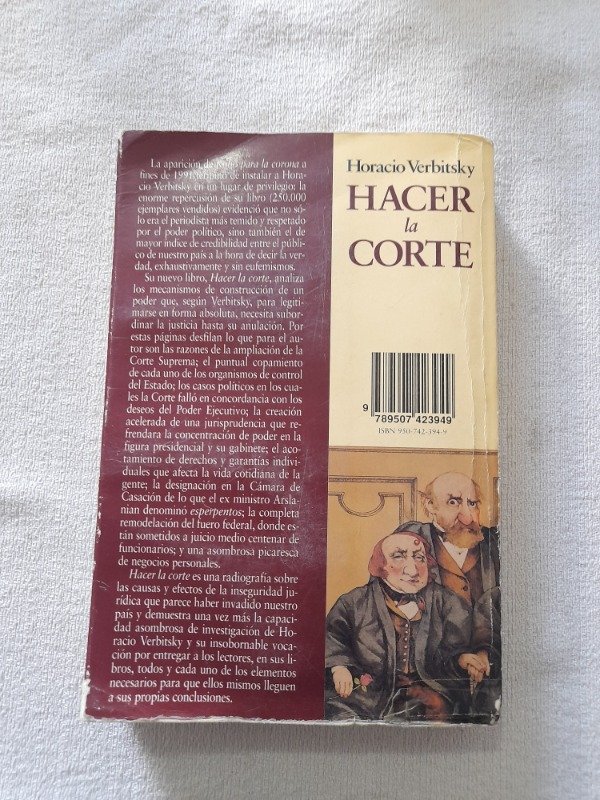 La aparición de Robo para la corona a
fines de 1991 terminó de instalar a Hora-
cio Verbitsky en un lugar de privilegio: la
enorme repercusión de su libro (250.000
ejemplares vendidos) evidenció que no só-
lo era el periodista más temido y respetado
por el poder político, sino también el de
mayor índice de credibilidad entre el públi-
co de nuestro país a la hora de decir la ver-
dad, exhaustivamente y sin eufemismos.
Su nuevo libro, Hacer la corte, analiza
los mecanismos de construcción de un
poder que, según Verbitsky, para legiti-
marse en forma absoluta, necesita subor-
dinar la justicia hasta su anulación. Por
estas páginas desfilan lo que para el au-
tor son las razones de la ampliación de la
Corte Suprema; el puntual copamiento
de cada uno de los organismos de control
del Estado; los casos políticos en los cua-
les la Corte falló en concordancia con los
deseos del Poder Ejecutivo; la creación
acelerada de una jurisprudencia que re-
frendara la concentración de poder en la
figura presidencial y su gabinete; el aco-
tamiento de derechos y garantías indivi-
duales que afecta la vida cotidiana de la
gente; la designación en la Cámara de
Casación de lo que el ex ministro Arsla-
nian denominó esperpentos; la completa
remodelación del fuero federal, donde es-
tán sometidos a juicio medio centenar de
funcionarios; y una asombrosa picaresca
de negocios personales.
Hacer la corte es una radiografía sobre
las causas y efectos de la inseguridad ju-
rídica que parece haber invadido nuestro
país y demuestra una vez más la capaci-
dad asombrosa de investigación de Ho-
racio Verbitsky y su insobornable voca-
ción por entregar a los lectores, en sus li-
bros, todos y cada uno de los elementos
necesarios para que ellos mismos lleguen
a sus propias conclusiones.
Horacio Verbitsky
HACER
la
CORTE
9 789507 423949
ISBN 950-742-394-9